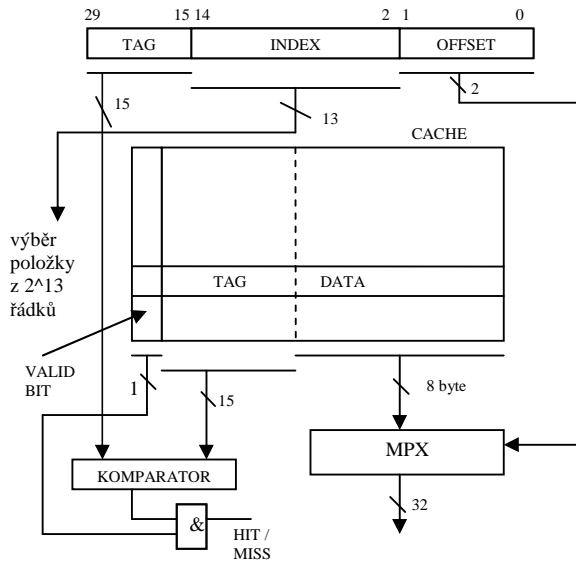 29 15 14 2 1 0
TAG INDEX OFFSET
15 13 2
CACHE
výběr
položky
z 2^13
řádků
TAG DATA
VALID
BIT
1 15 8 byte
MPX
KOMPARATOR
32
&
HIT /
MISS